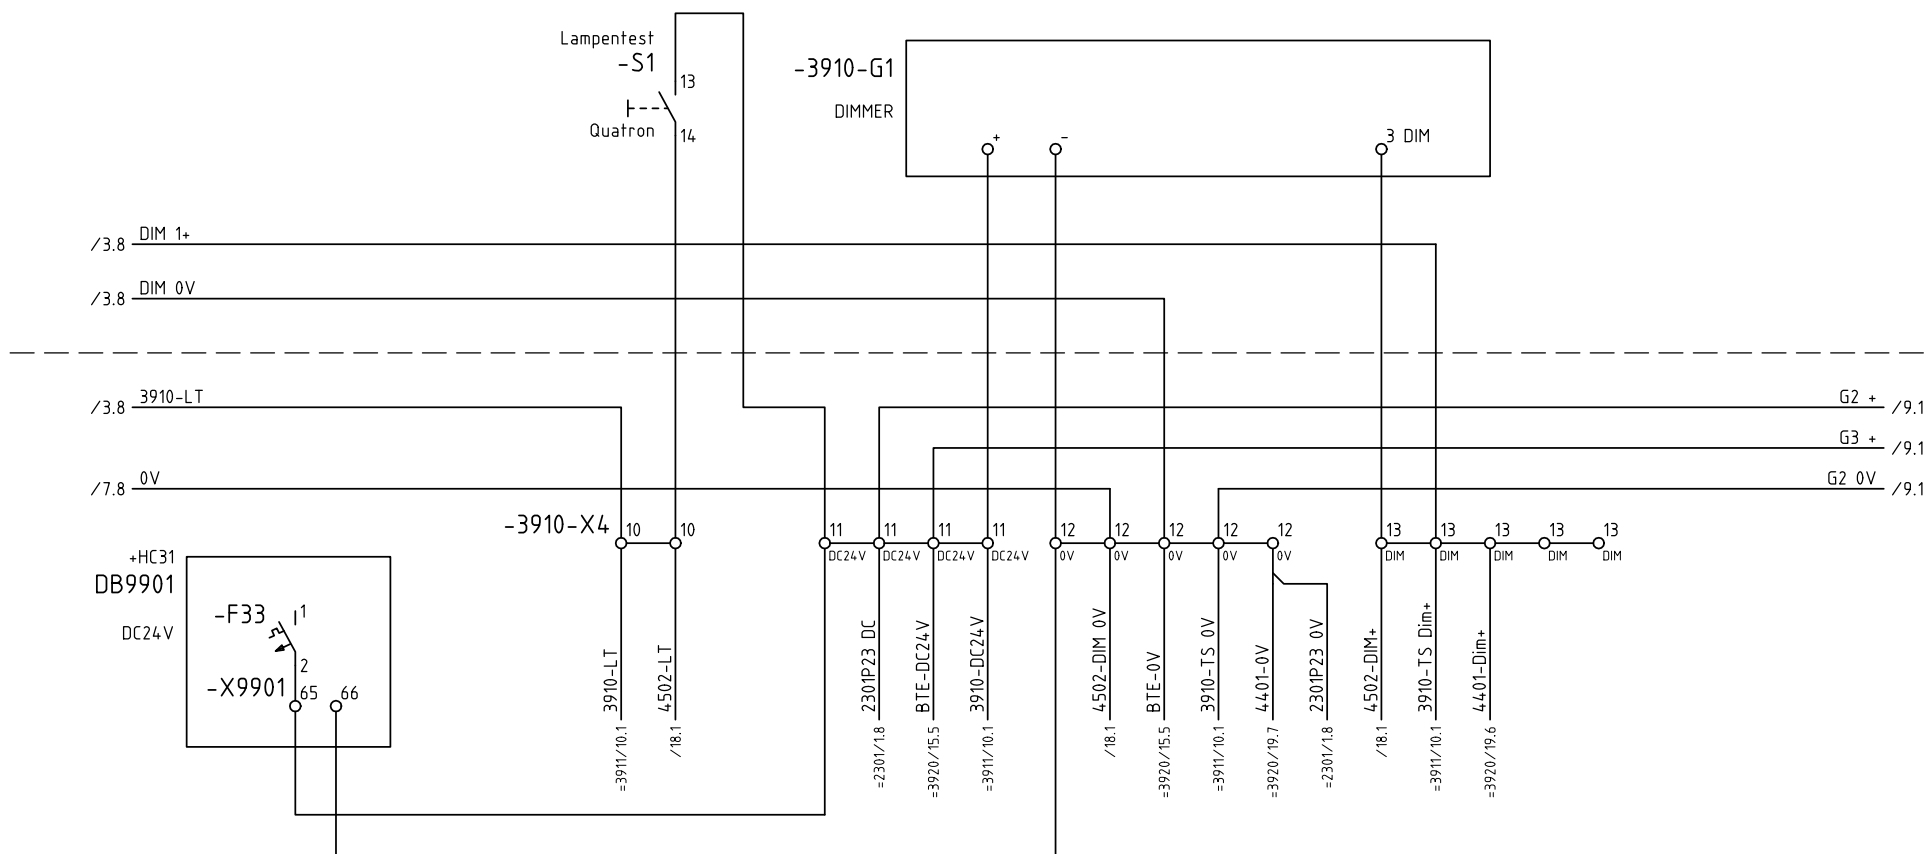 Lampentest
-S1
13
Quatron
14
-3910-G1
DIMMER
+
-
3 DIM
/3.8 DIM 1+
/3.8 DIM 0V
/3.8 3910-LT
G2 + /9.1
G3 + /9.1
/7.8 0V
G2 0V /9.1
-3910-X4
10 10 11 11 11 11 12 12 12 12 12 13 13 13 13 13
DC24V DC24V DC24V DC24V 0V 0V 0V 0V 0V DIM DIM DIM DIM DIM
+HC31
DB9901
DC24V
-F33
1
2
-X9901
65 66
3910-LT
=3911/10.1
4502-LT
/18.1
2301P23 DC
=2301/1.8
BTE-DC24V
=3920/15.5
3910-DC24V
=3911/10.1
4502-DIM 0V
/18.1
BTE-0V
=3920/15.5
3910-TS 0V
=3911/10.1
4401-0V
=3920/19.7
2301P23 0V
=2301/1.8
4502-DIM+
/18.1
3910-TS Dim+
=3911/10.1
4401-Dim+
=3920/19.6